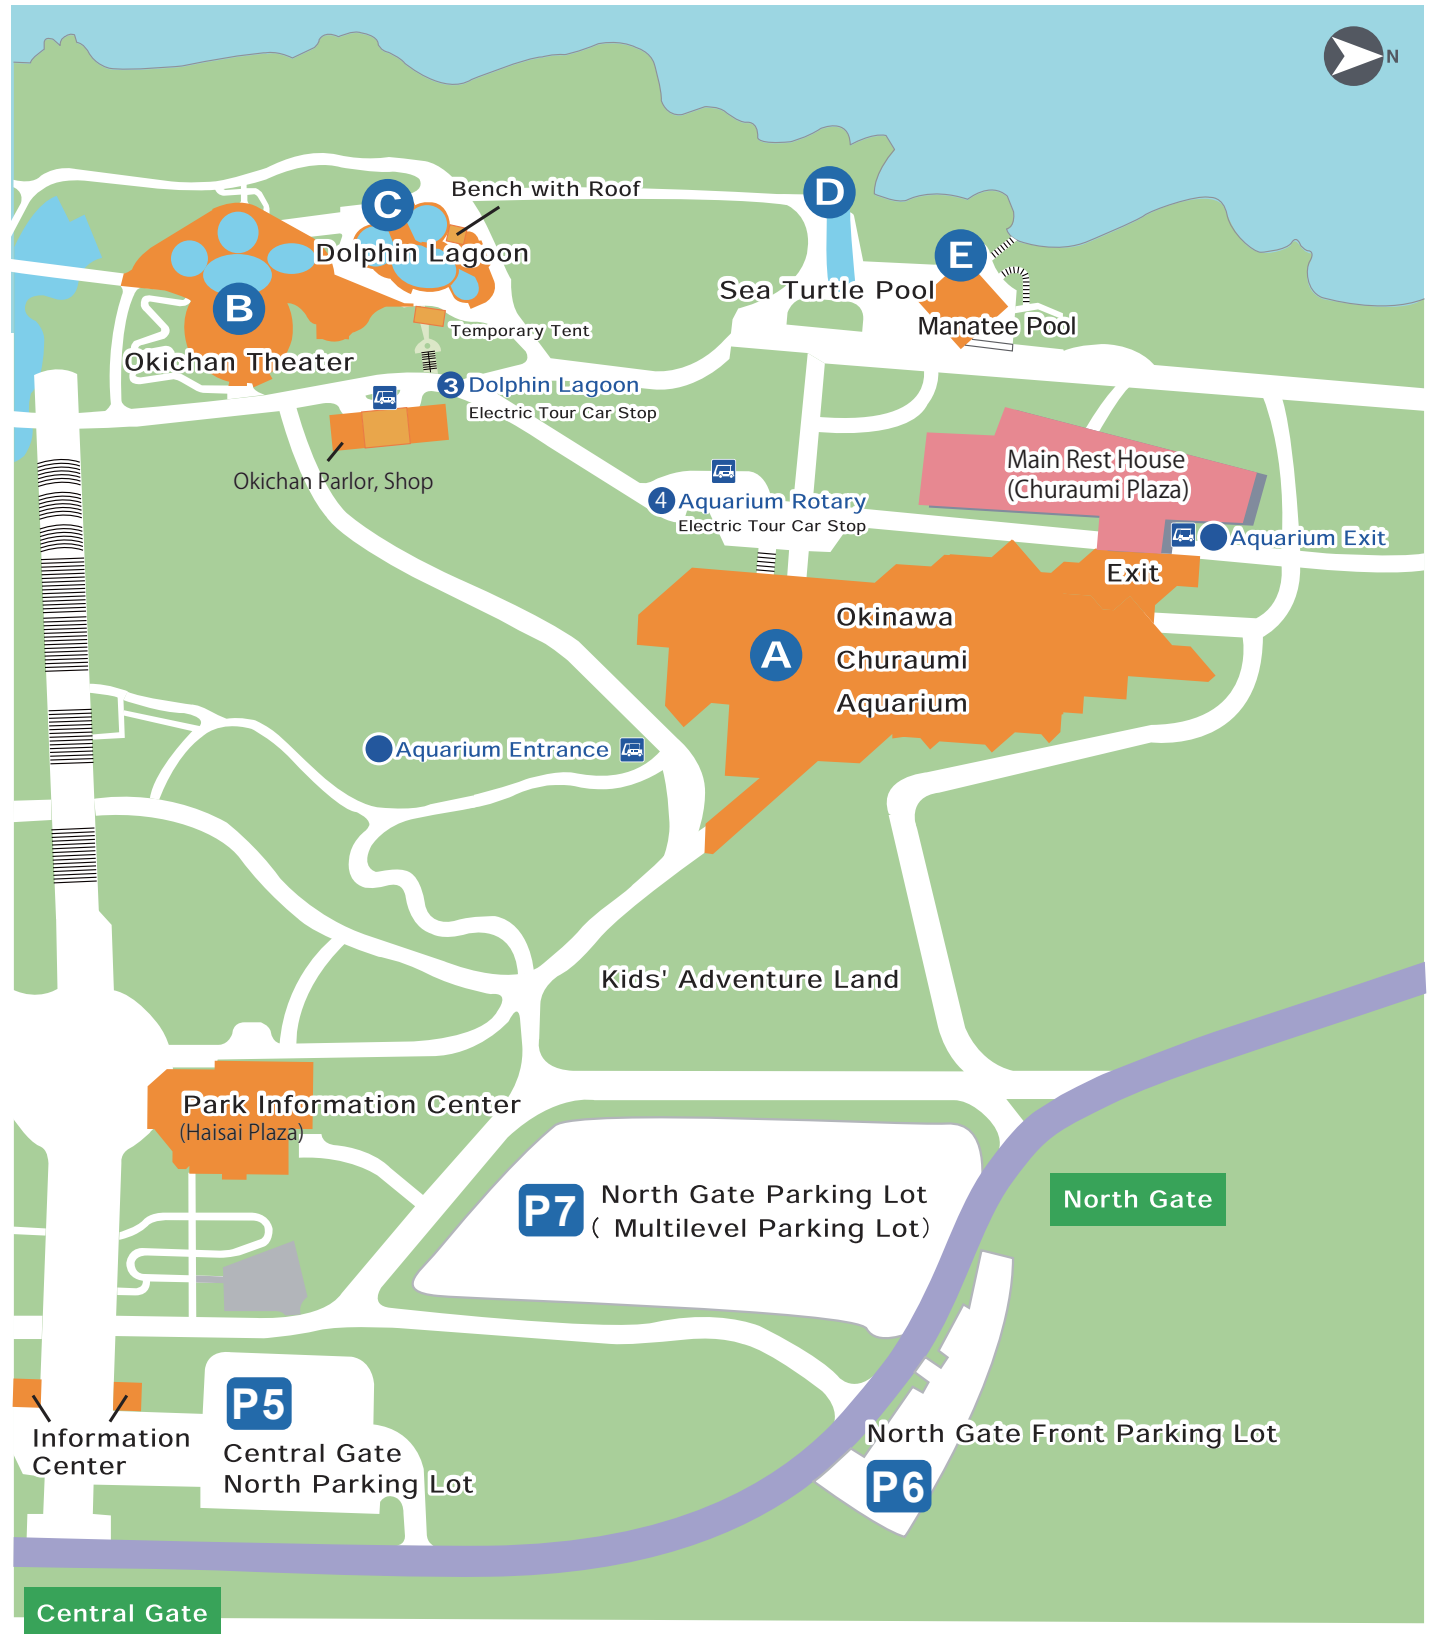 N
C
Bench with Roof
D
Dolphin Lagoon
E
Sea Turtle Pool
B
Manatee Pool
Temporary Tent
Okichan Theater
3 Dolphin Lagoon
Electric Tour Car Stop
Okichan Parlor, Shop
Main Rest House
(Churaumi Plaza)
4 Aquarium Rotary
Electric Tour Car Stop
Aquarium Exit
Exit
A
Okinawa
Churaumi
Aquarium
Aquarium Entrance
Kids' Adventure Land
Park Information Center
(Haisai Plaza)
P7 North Gate Parking Lot
( Multilevel Parking Lot)
North Gate
P5
Central Gate
North Parking Lot
Information
Center
North Gate Front Parking Lot
P6
Central Gate